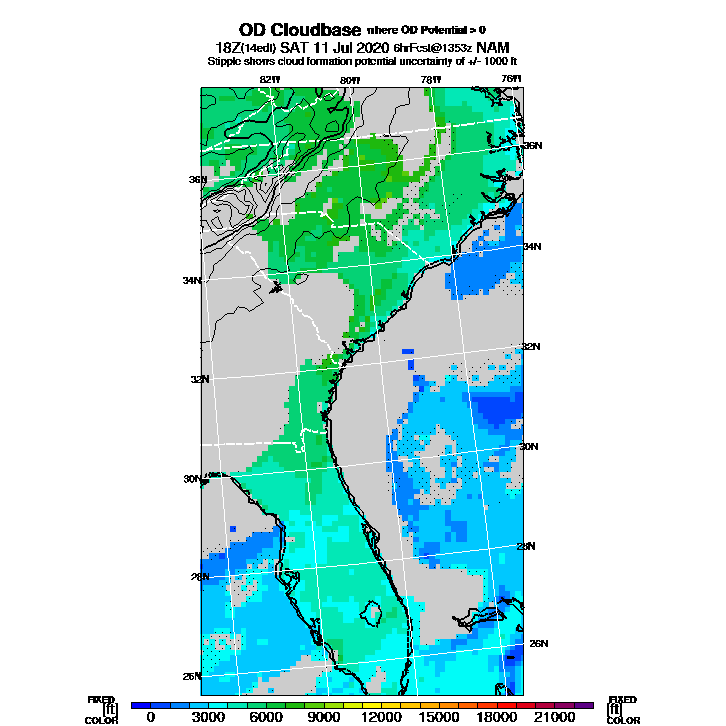 OD Cloudbase where OD Potential > 0
18Z(14edt) SAT 11 Jul 2020 6hrFcst@1353z NAM
Stipple shows cloud formation potential uncertainty of +/- 1000 ft
82W 80W 78W 76W
36N
36N
34N
34N
32N
32N
30N
30N
28N
28N
26N
26N
FIXED FIXED
[ft] [ft]
COLOR COLOR
0 3000 6000 9000 12000 15000 18000 21000